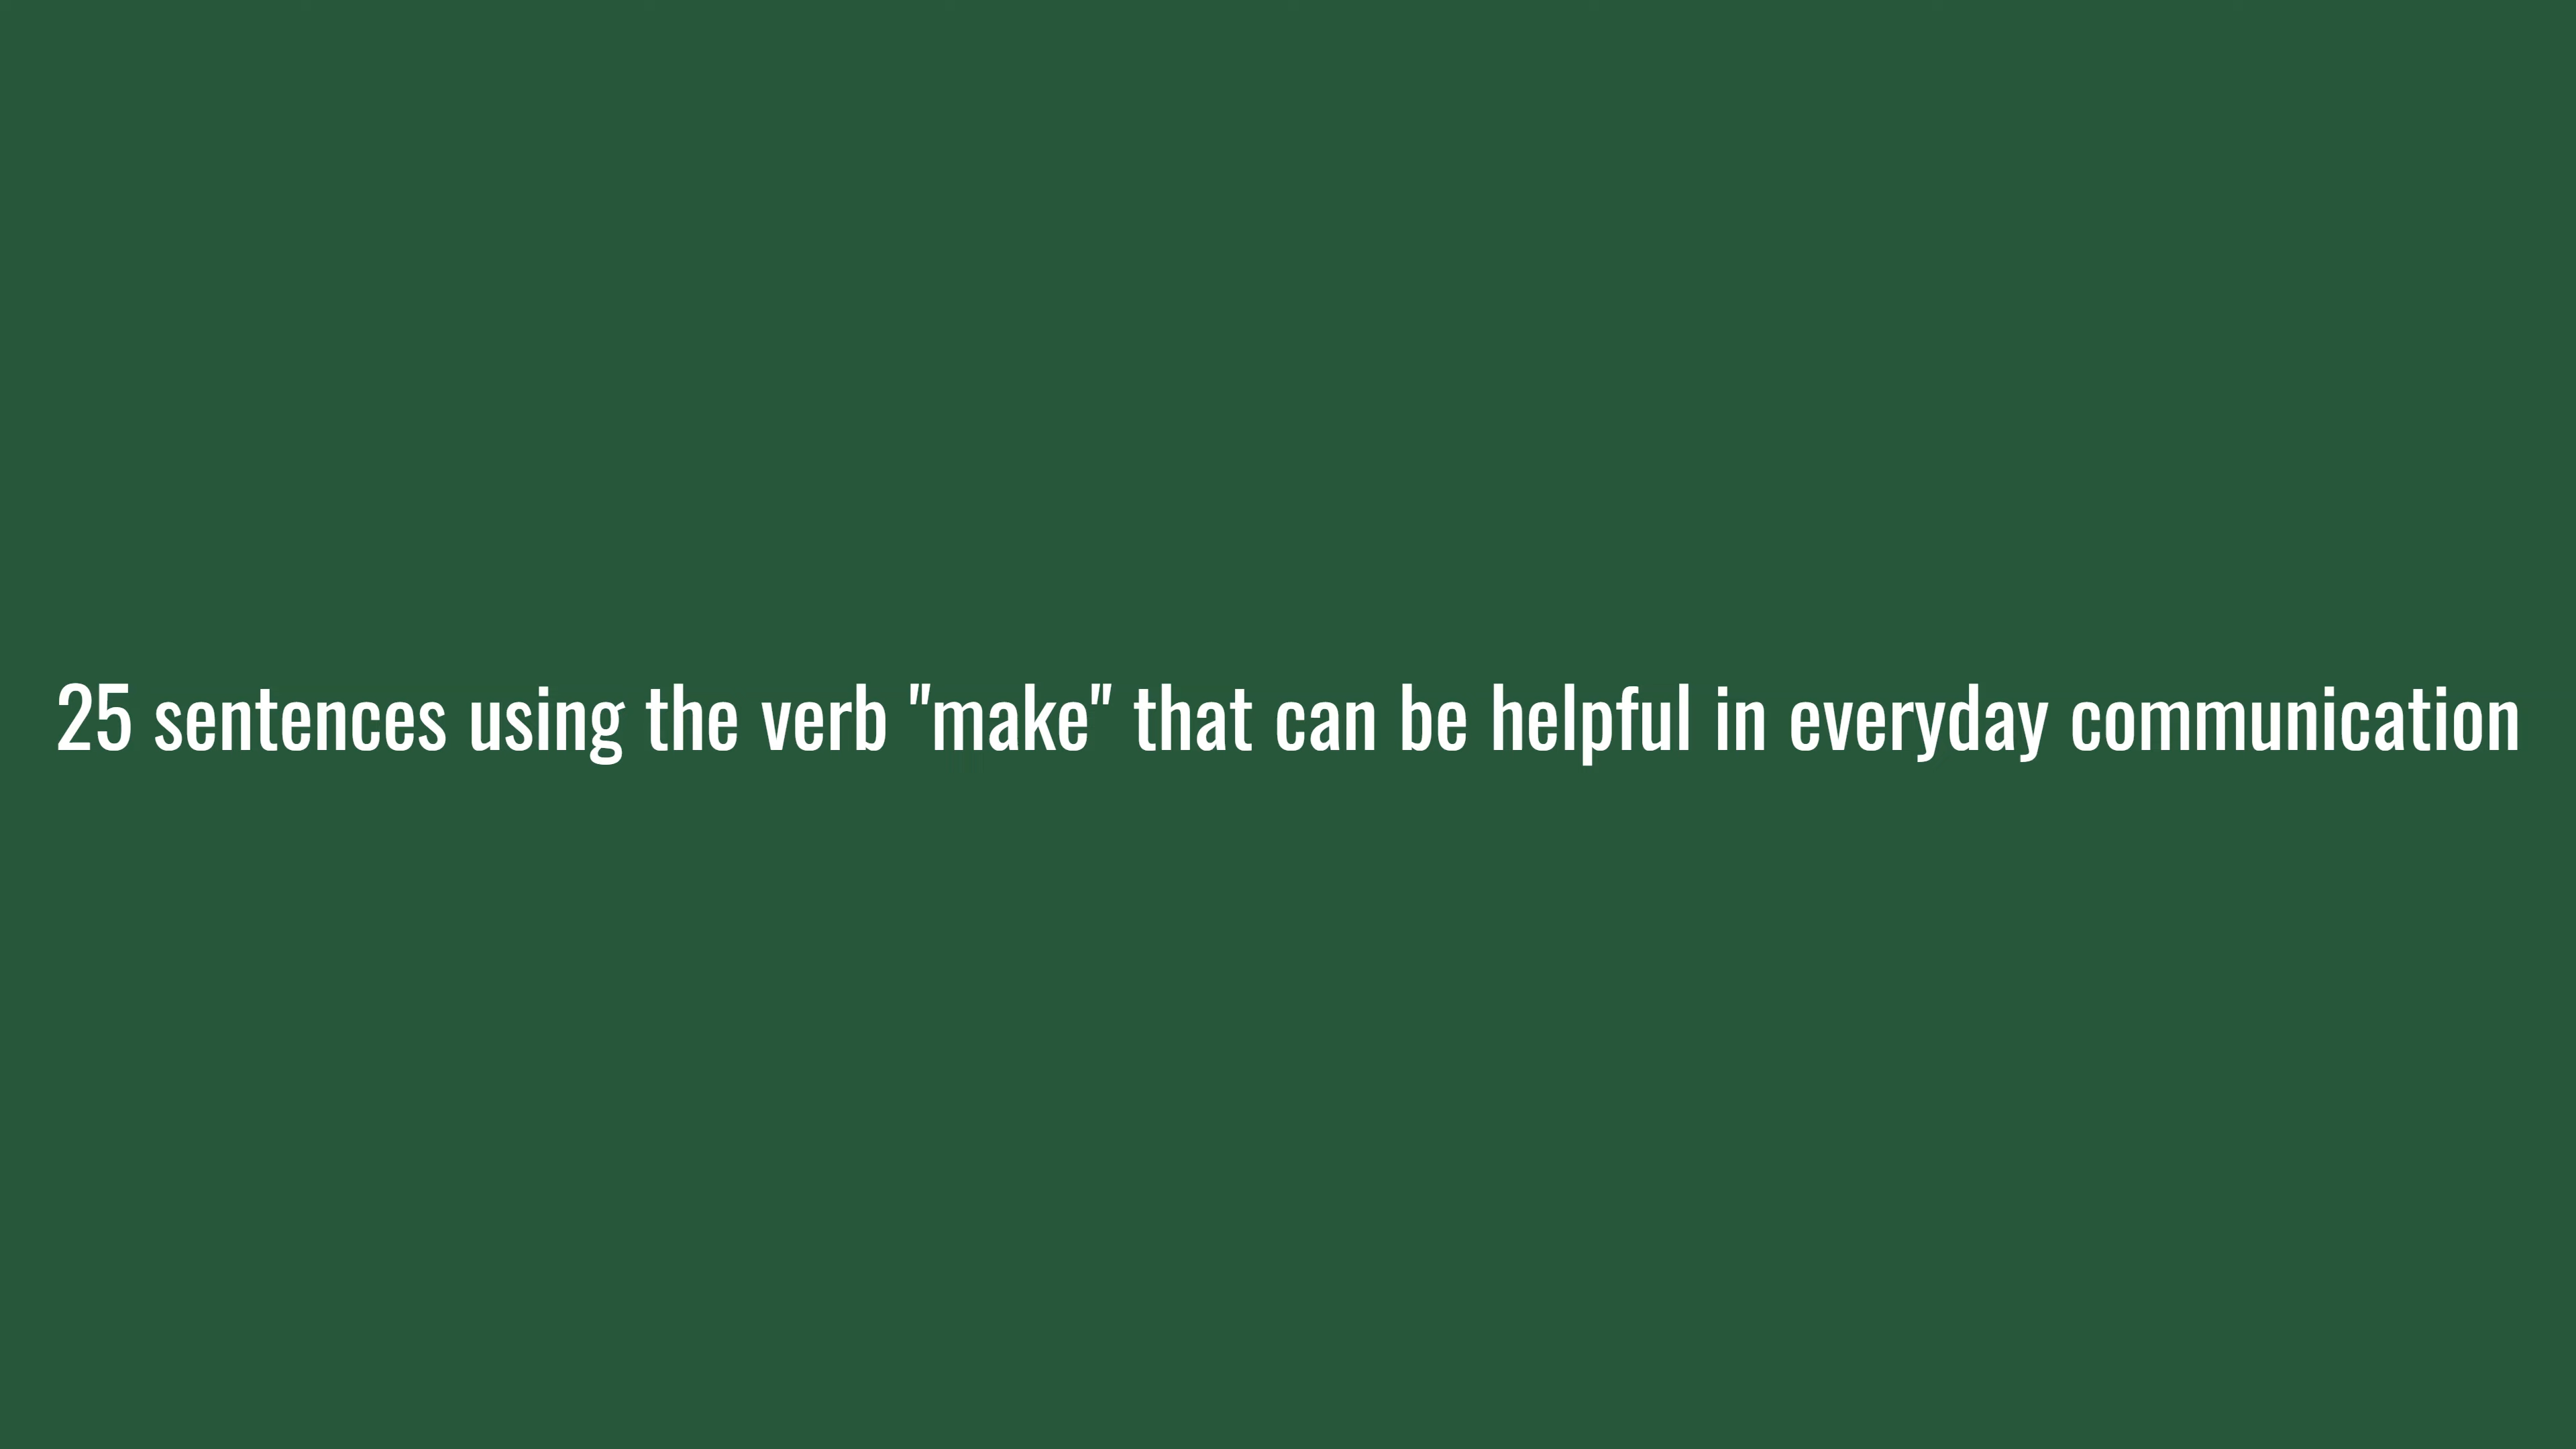 25 sentences using the verb "make" that can be helpful in everyday communication